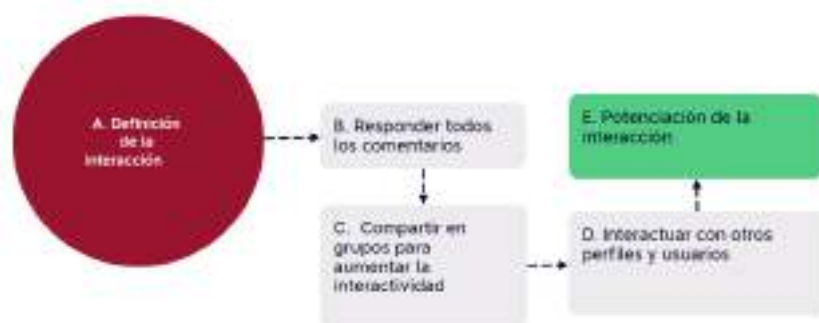 A. Definición
de la
interacción
B. Responder todos
los comentarios
C. Compartir en
grupos para
aumentar la
interactividad
D. Interactuar con otros
perfiles y usuarios
E. Potenciación de la
interacción